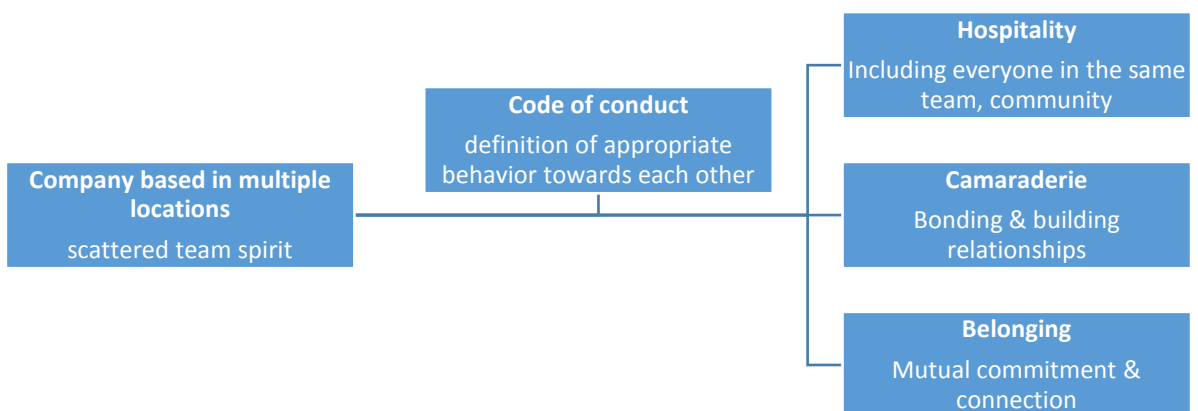 Company based in multiple
locations
scattered team spirit
Code of conduct
definition of appropriate
behavior towards each other
Hospitality
Including everyone in the same
team, community
Camaraderie
Bonding & building
relationships
Belonging
Mutual commitment &
connection